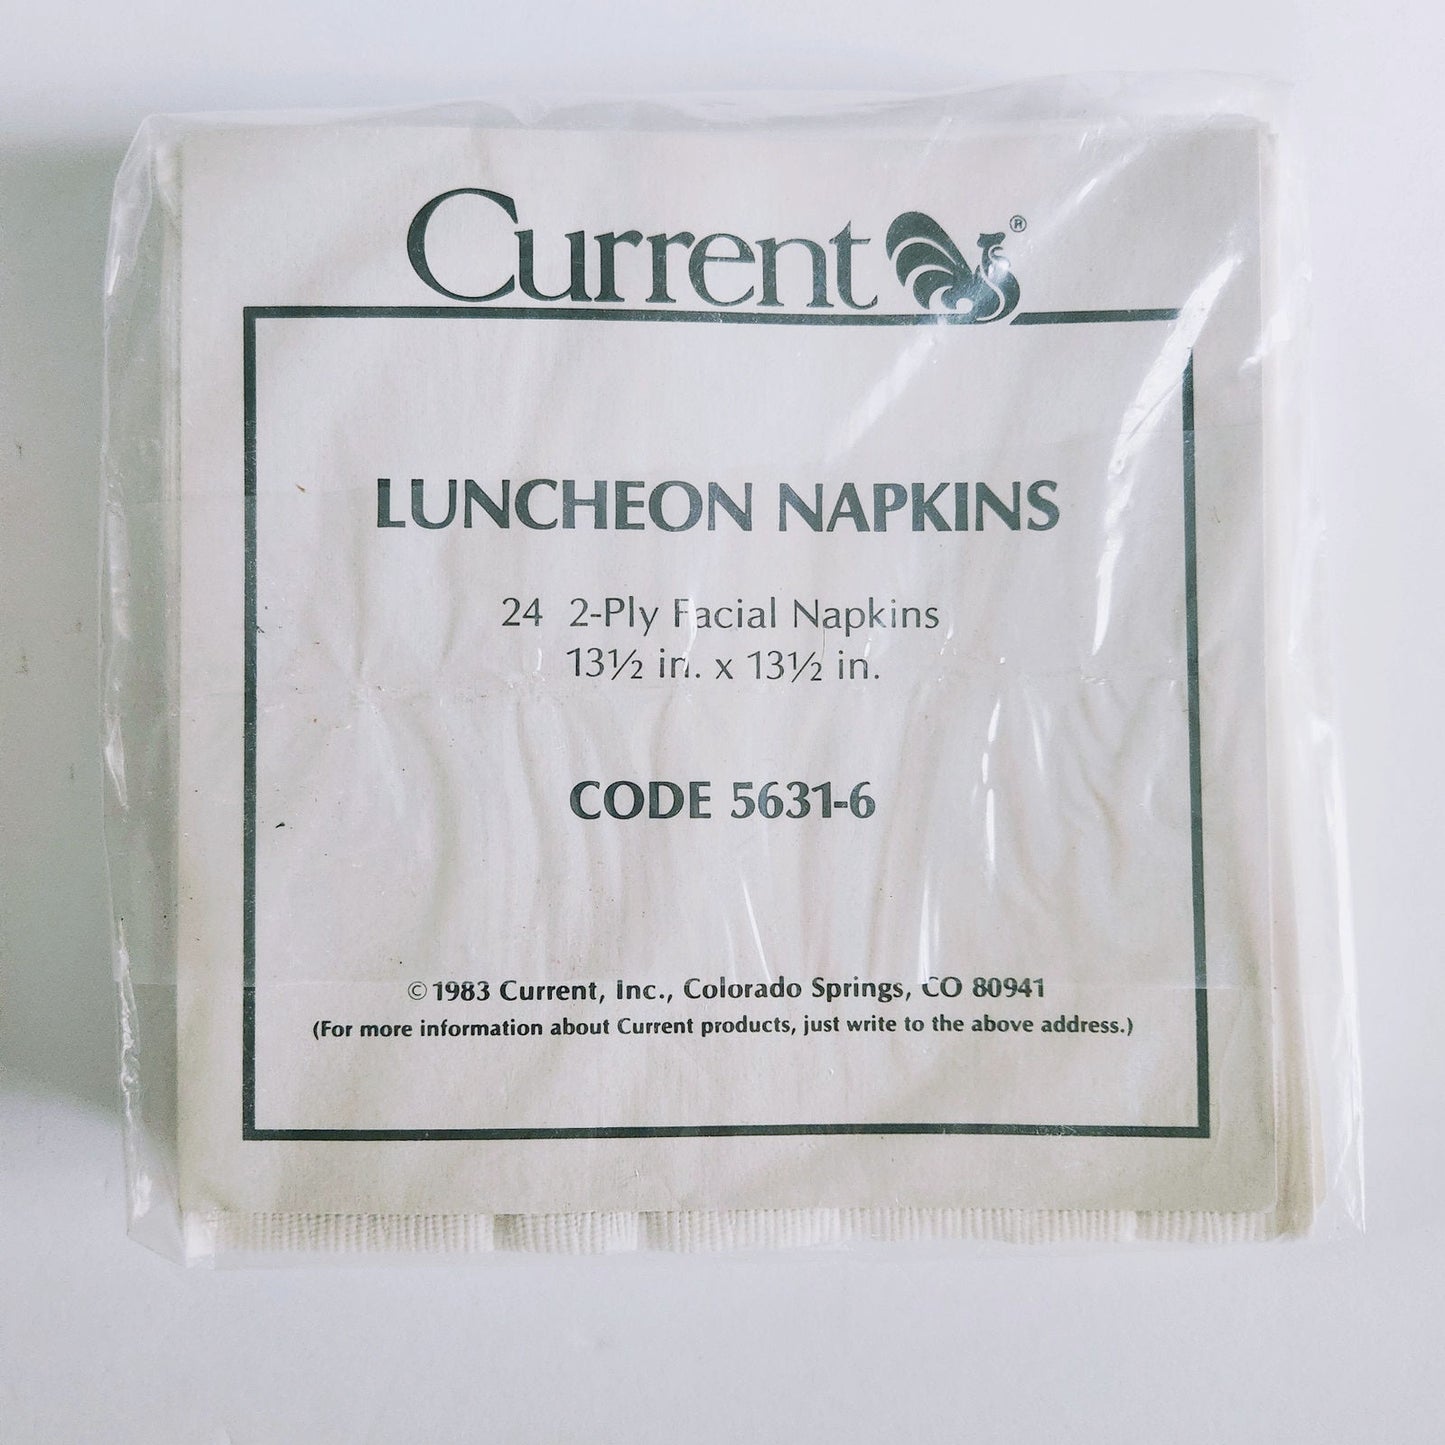 Current ®
LUNCHEON NAPKINS
24 2-Ply Facial Napkins
13½ in. x 13½ in.
CODE 5631-6
© 1983 Current, Inc., Colorado Springs, CO 80941
(For more information about Current products, just write to the above address.)